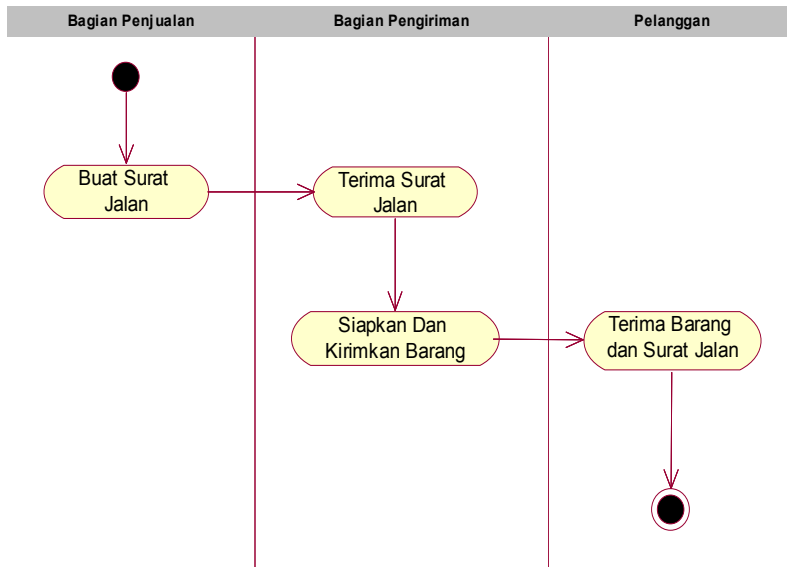 Bagian Penjualan
Bagian Pengiriman
Pelanggan
Buat Surat
Jalan
Terima Surat
Jalan
Siapkan Dan
Kirimkan Barang
Terima Barang
dan Surat Jalan